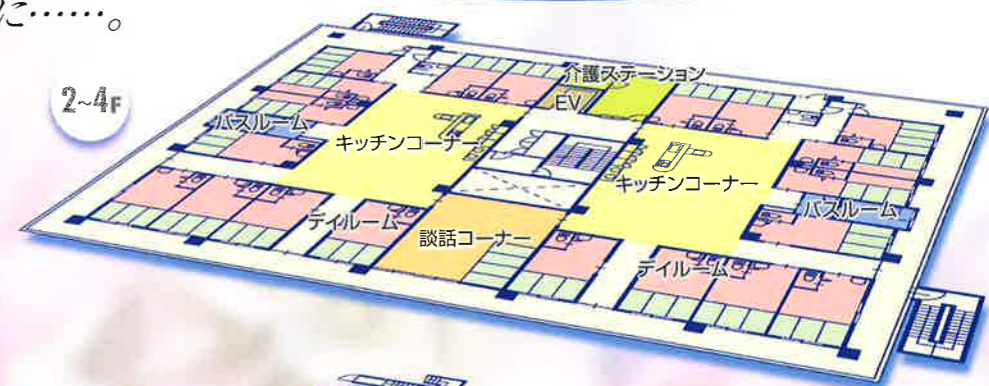 に……。
2~4F
介護ステーション
EV
バスルーム
キッチンコーナー
キッチンコーナー
バスルーム
デイルーム
談話コーナー
デイルーム